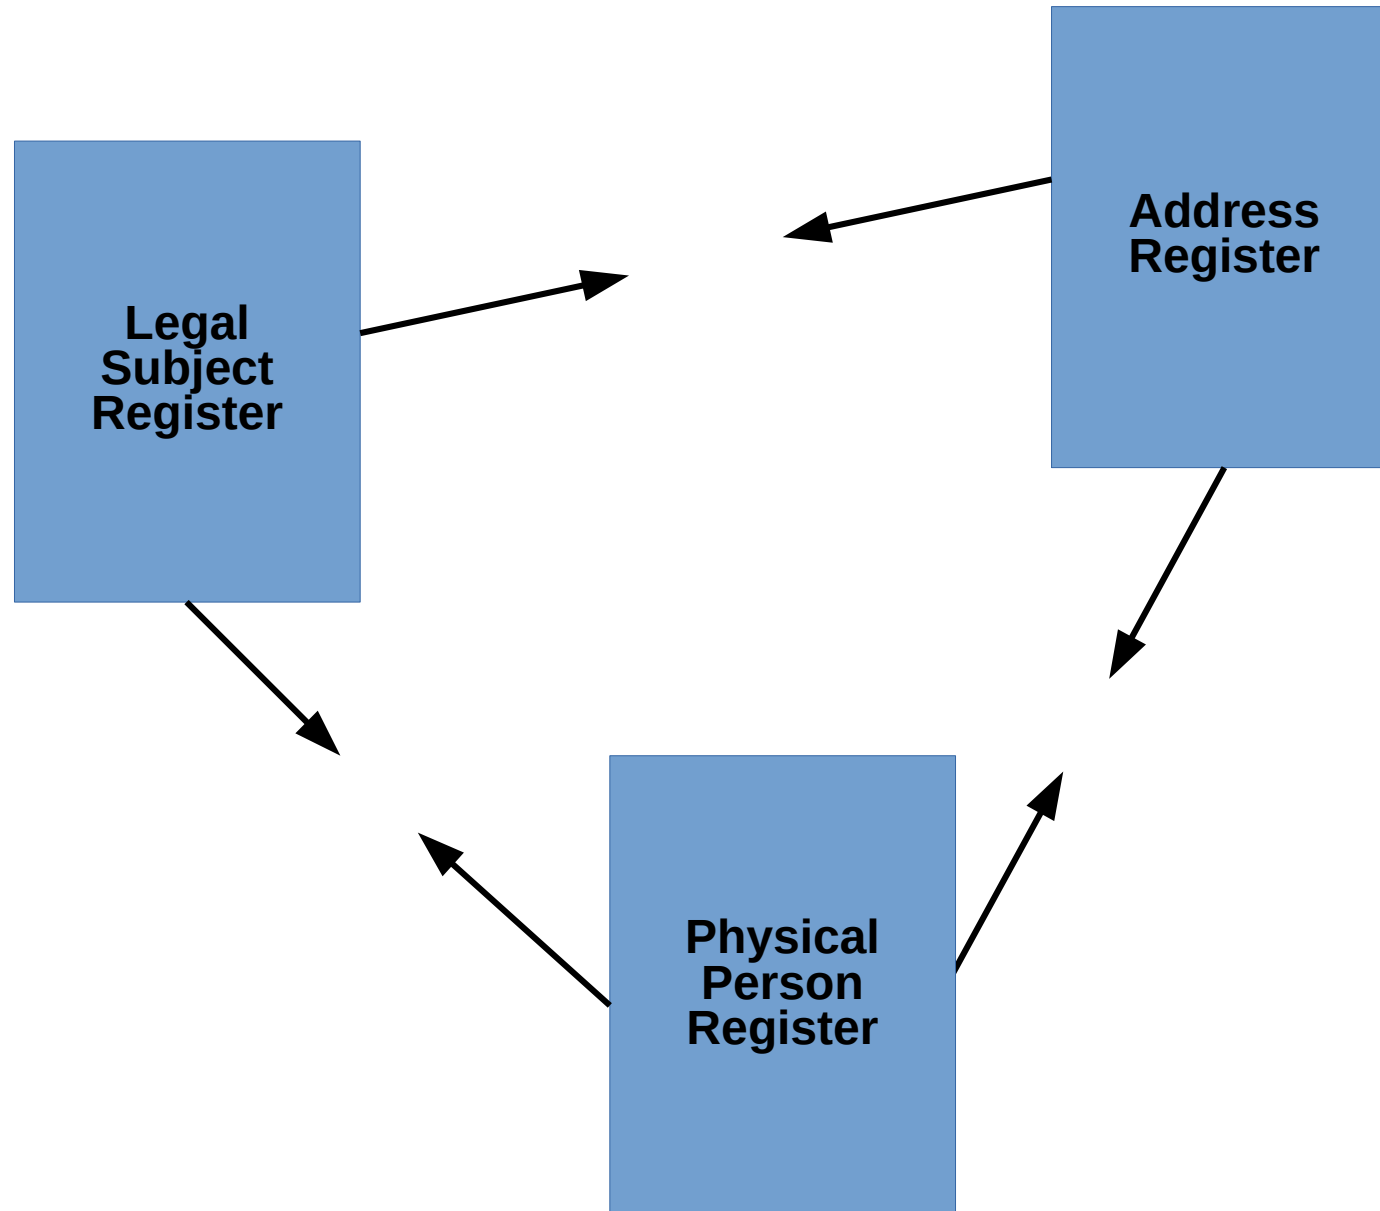 Legal
Subject
Register
Address
Register
Physical
Person
Register